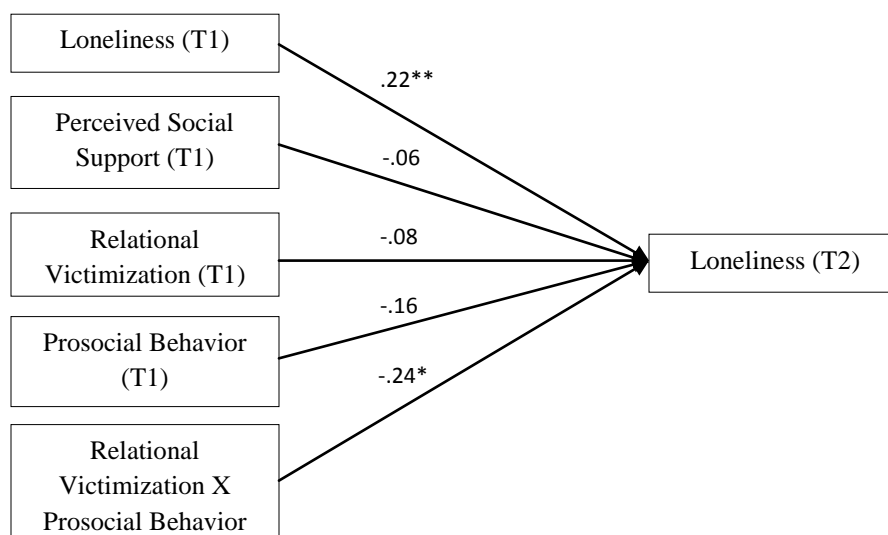 Loneliness (T1)
.22**
Perceived Social
Support (T1)
-.06
Relational
Victimization (T1)
-.08
Loneliness (T2)
Prosocial Behavior
(T1)
-.16
Relational
Victimization X
Prosocial Behavior
-.24*